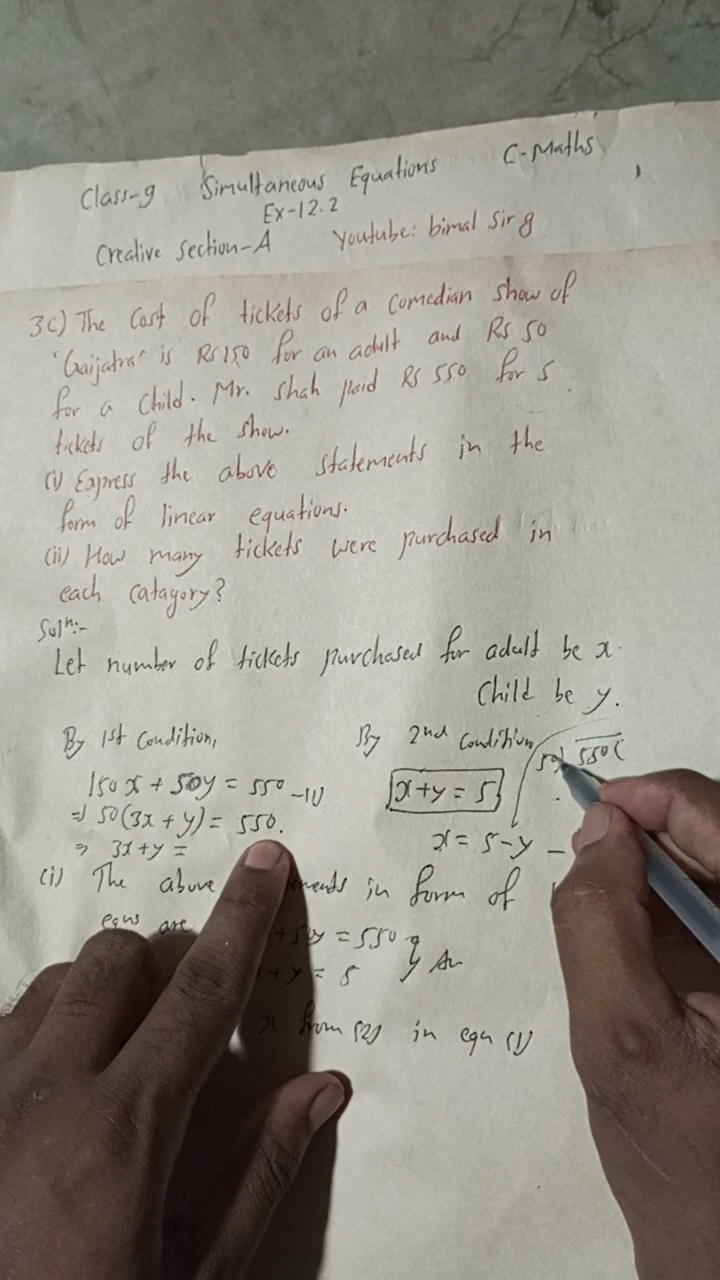 Class-9 Simultaneous Equations C-Maths
Ex-12.2
Creative Section-A Youtube: bimal Sir g
3c) The Cost of tickets of a Comedian show of
'Gaijatra' is Rs 150 for an adult and Rs 50
for a Child. Mr. Shah paid Rs 550 for 5
tickets of the show.
(i) Express the above statements in the
form of linear equations.
(ii) How many tickets were purchased in
each catagory?
Solⁿ:-
Let number of tickets purchased for adult be x.
Child be y.
By 1st Condition,
150x + 50y = 550 -(1)
⇒ 50(3x + y) = 550.
⇒ 3x + y =
By 2nd Condition,
x + y = 5
x = 5 - y -
50) 550 (
(i) The above in form of
eqns are
+ 50y = 550
+ y = 5
x from (2) in eqn (1)